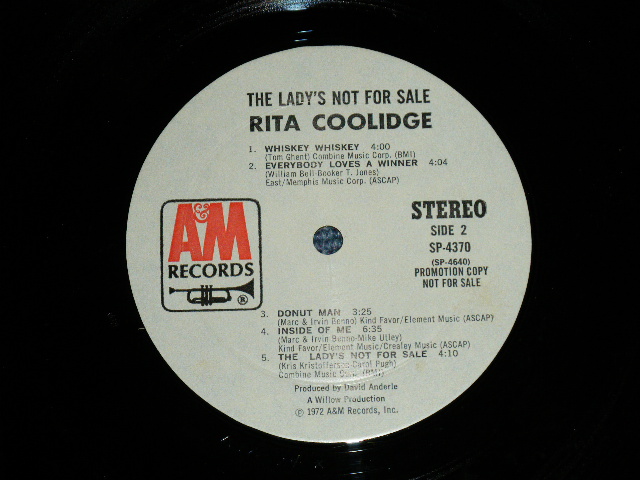 THE LADY'S NOT FOR SALE
RITA COOLIDGE
1. WHISKEY WHISKEY 4:00
(Tom Ghent) Combine Music Corp. (BMI)
2. EVERYBODY LOVES A WINNER 4:04
(William Bell-Booker T. Jones)
East/Memphis Music Corp. (ASCAP)
A&M
RECORDS
®
STEREO
SIDE 2
SP-4370
(SP-4640)
PROMOTION COPY
NOT FOR SALE
3. DONUT MAN 3:25
(Marc & Irvin Benno) Kind Favor/Element Music (ASCAP)
4. INSIDE OF ME 6:35
(Marc & Irvin Benno-Mike Utley)
Kind Favor/Element Music/Crealey Music (ASCAP)
5. THE LADY'S NOT FOR SALE 4:10
(Kris Kristofferson-Carol Pugh)
Combine Music Corp. (BMI)
Produced by David Anderle
A Willow Production
℗ 1972 A&M Records, Inc.